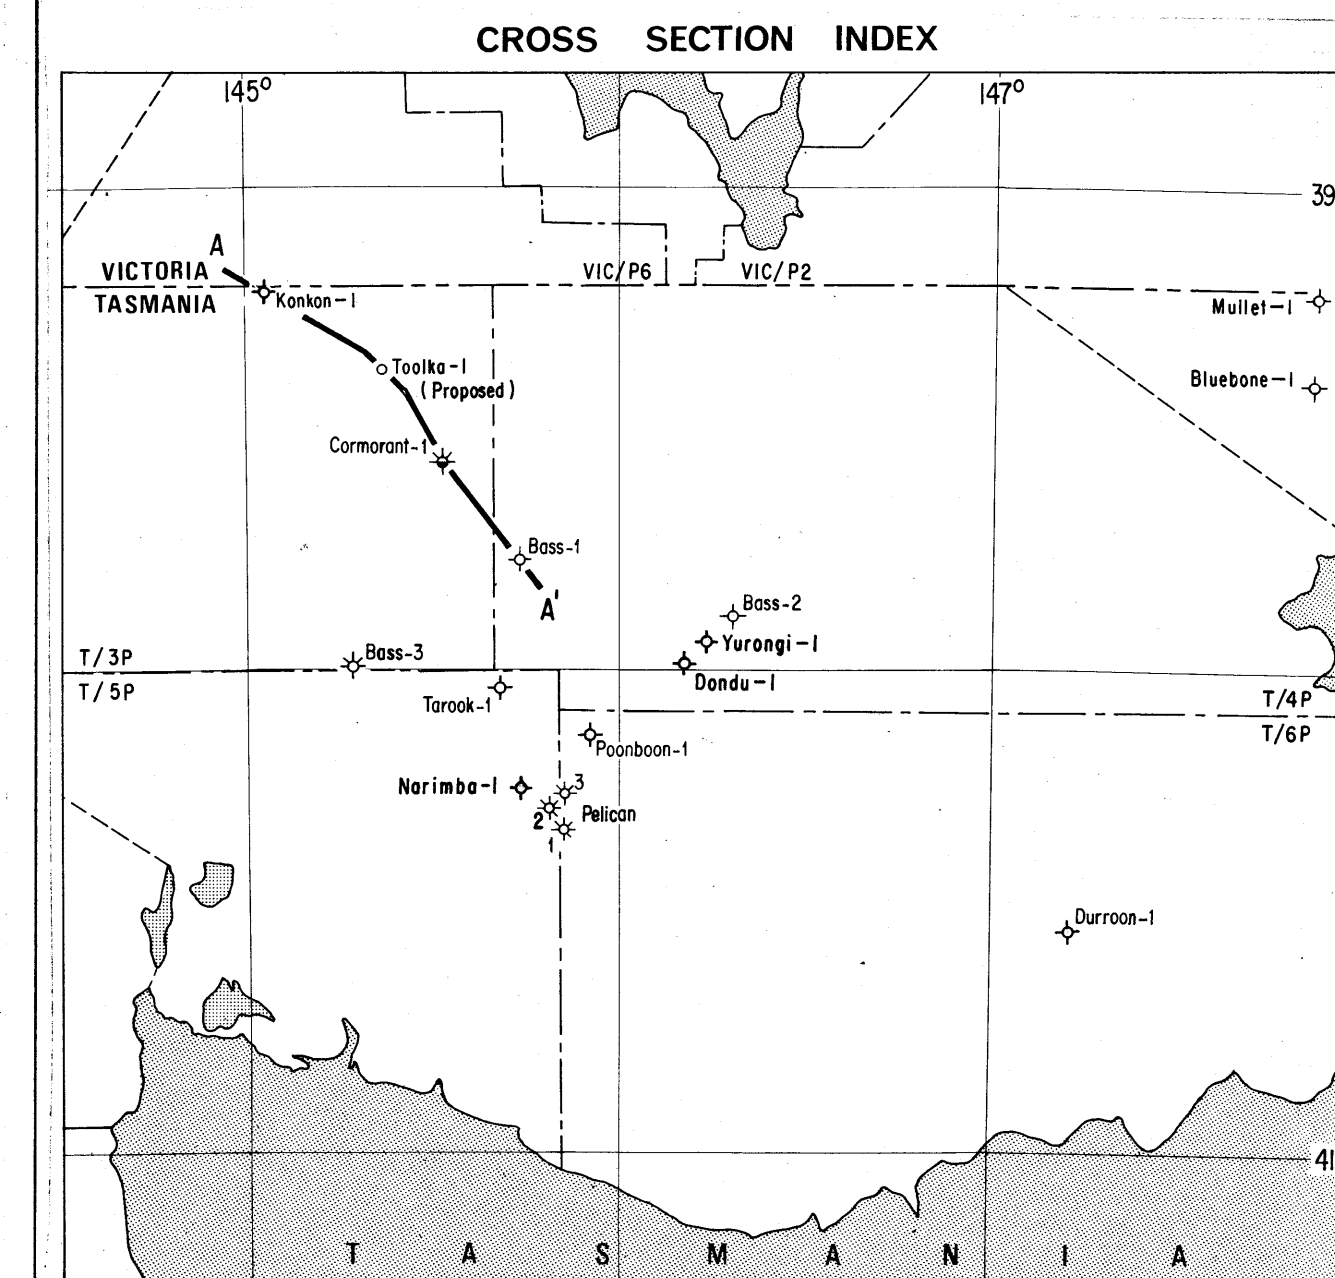 CROSS SECTION INDEX
145° 147°
39
A
VICTORIA VIC/P6 VIC/P2
TASMANIA
Konkon-1
Mullet-1
Toolka-1
(Proposed)
Bluebone-1
Cormorant-1
Bass-1
A'
Bass-2
Yurongi-1
Bass-3
T/3P
Dondu-1
T/5P
T/4P
Tarook-1
T/6P
Poonboon-1
Narimba-1
3
Pelican
2
1
Durroon-1
41
T A S M A N I A